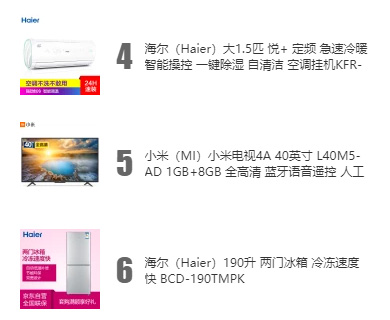 Haier
空调不洗不敢用
24H
速装
4
海尔（Haier）大1.5匹 悦+ 定频 急速冷暖
智能操控 一键除湿 自清洁 空调挂机KFR-
小米
40
5
小米（MI）小米电视4A 40英寸 L40M5-
AD 1GB+8GB 全高清 蓝牙语音遥控 人工
Haier
两门冰箱
冷冻速度快
京东自营
全国联保
6
海尔（Haier）190升 两门冰箱 冷冻速度
快 BCD-190TMPK